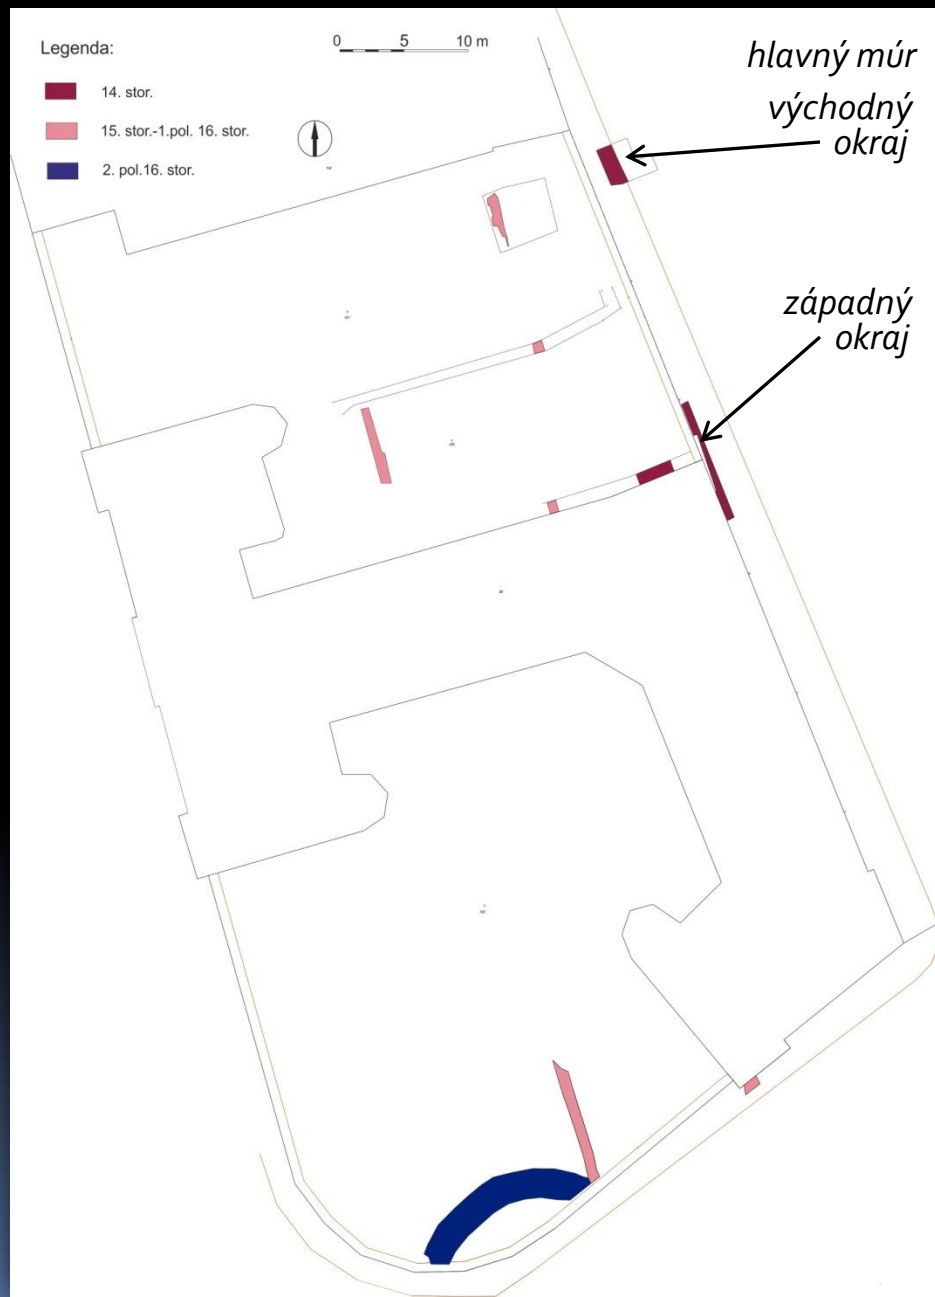 Legenda:
0 5 10 m
14. stor.
15. stor.-1.pol. 16. stor.
2. pol.16. stor.
hlavný múr
východný
okraj
západný
okraj